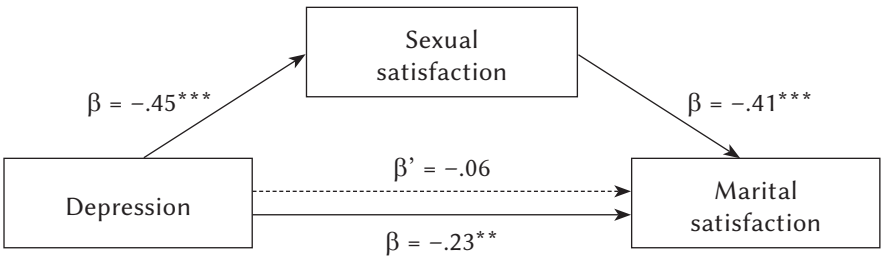 Sexual
satisfaction
β = –.45***
β = –.41***
β’ = –.06
Depression
Marital
satisfaction
β = –.23**